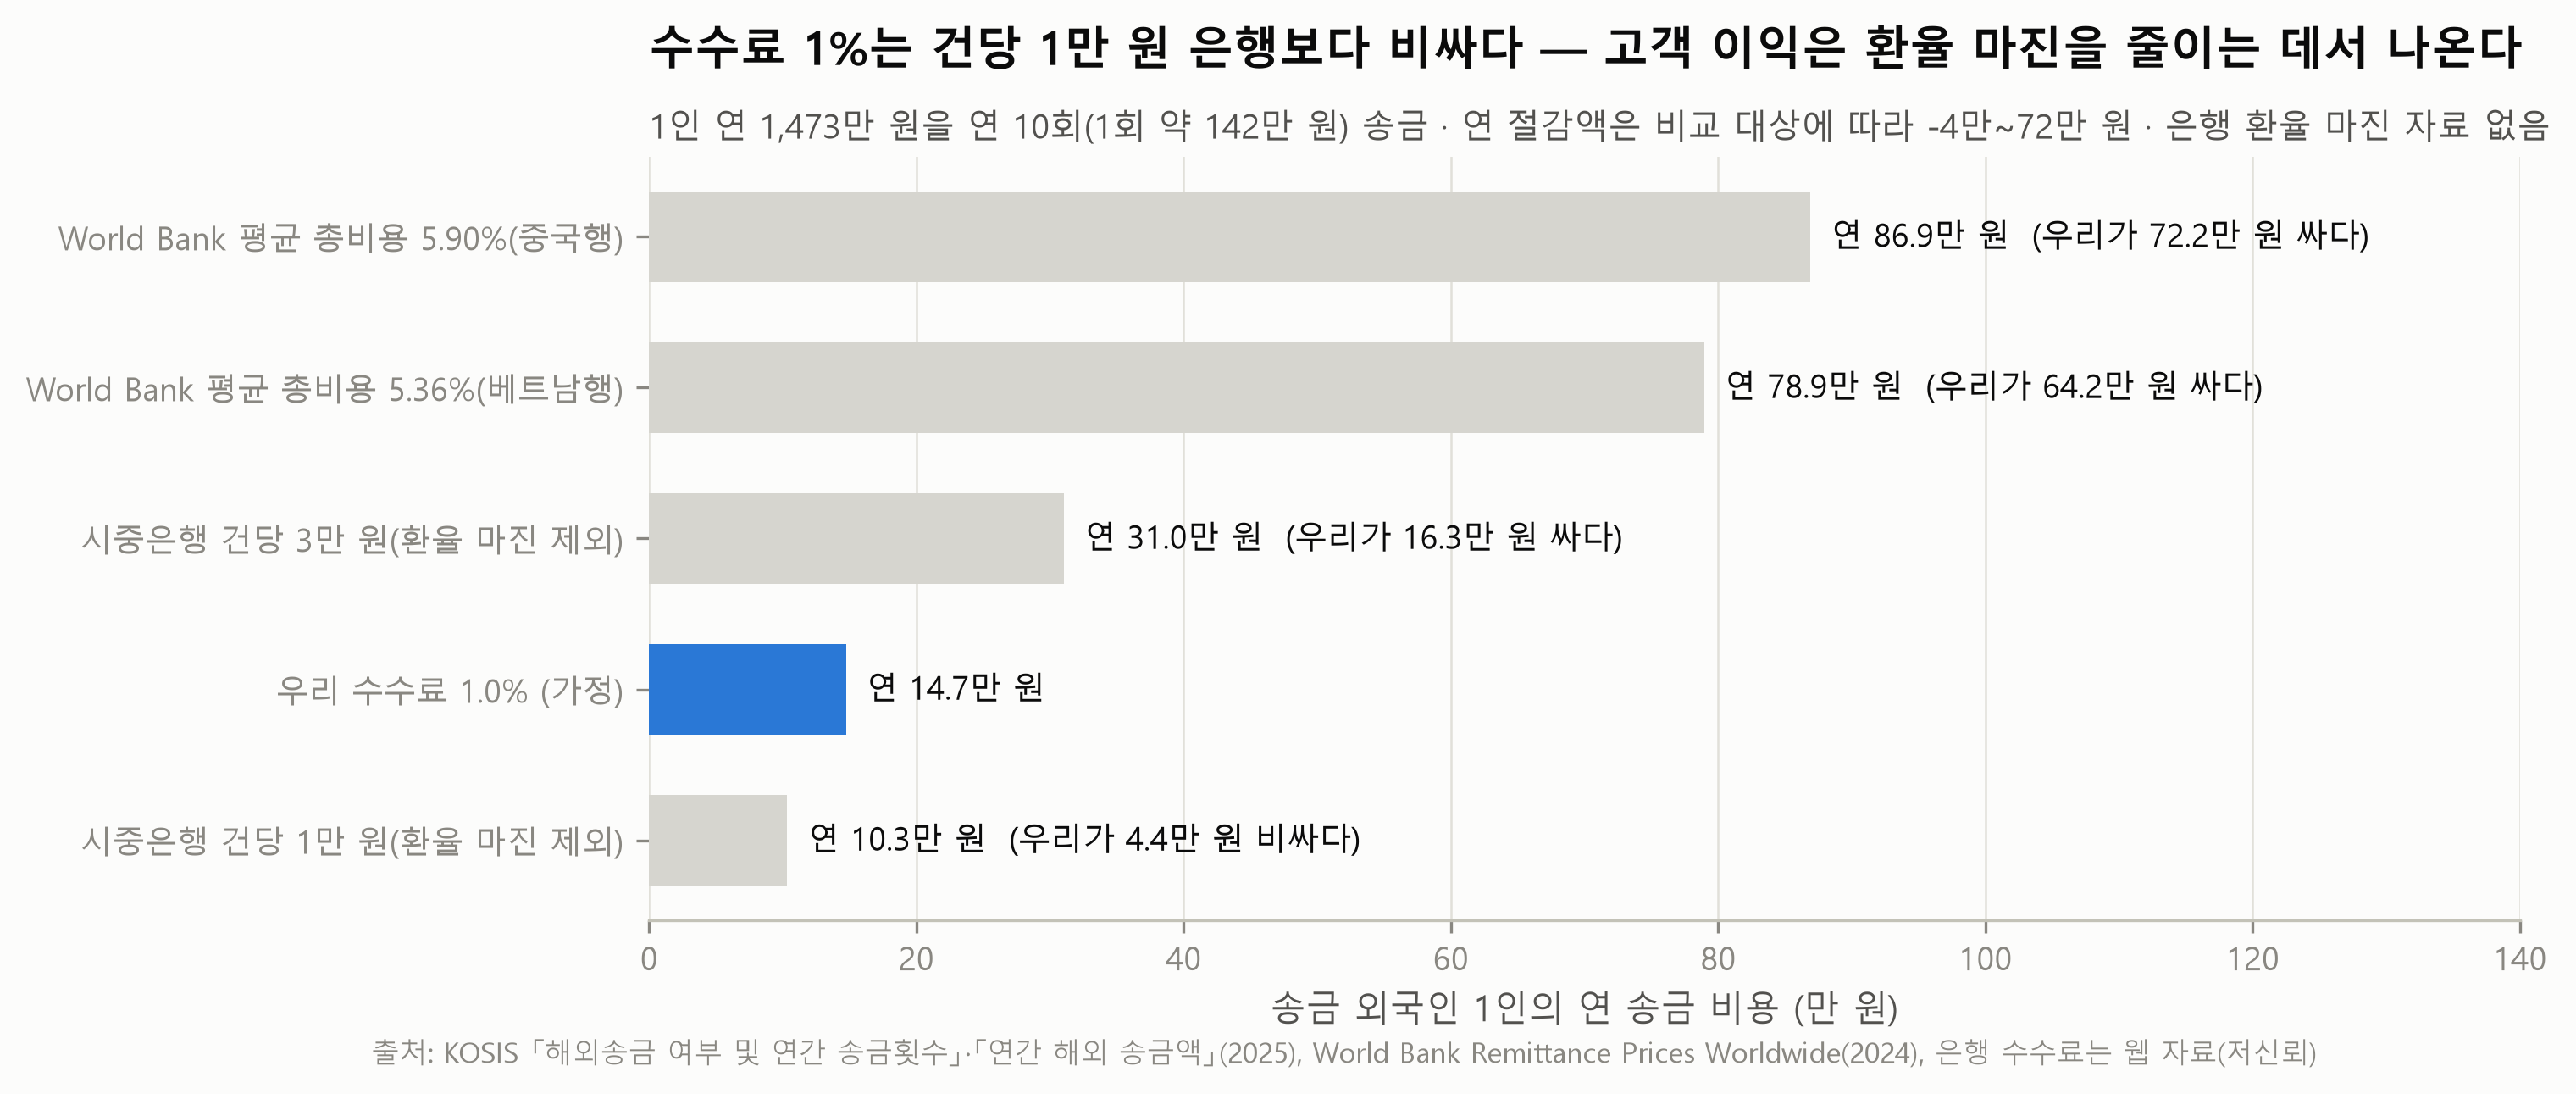 수수료 1%는 건당 1만 원 은행보다 비싸다 — 고객 이익은 환율 마진을 줄이는 데서 나온다
1인 연 1,473만 원을 연 10회(1회 약 142만 원) 송금 · 연 절감액은 비교 대상에 따라 -4만~72만 원 · 은행 환율 마진 자료 없음
World Bank 평균 총비용 5.90%(중국행) 연 86.9만 원 (우리가 72.2만 원 싸다)
World Bank 평균 총비용 5.36%(베트남행) 연 78.9만 원 (우리가 64.2만 원 싸다)
시중은행 건당 3만 원(환율 마진 제외) 연 31.0만 원 (우리가 16.3만 원 싸다)
우리 수수료 1.0% (가정) 연 14.7만 원
시중은행 건당 1만 원(환율 마진 제외) 연 10.3만 원 (우리가 4.4만 원 비싸다)
0 20 40 60 80 100 120 140
송금 외국인 1인의 연 송금 비용 (만 원)
출처: KOSIS 「해외송금 여부 및 연간 송금횟수」·「연간 해외 송금액」(2025), World Bank Remittance Prices Worldwide(2024), 은행 수수료는 웹 자료(저신뢰)